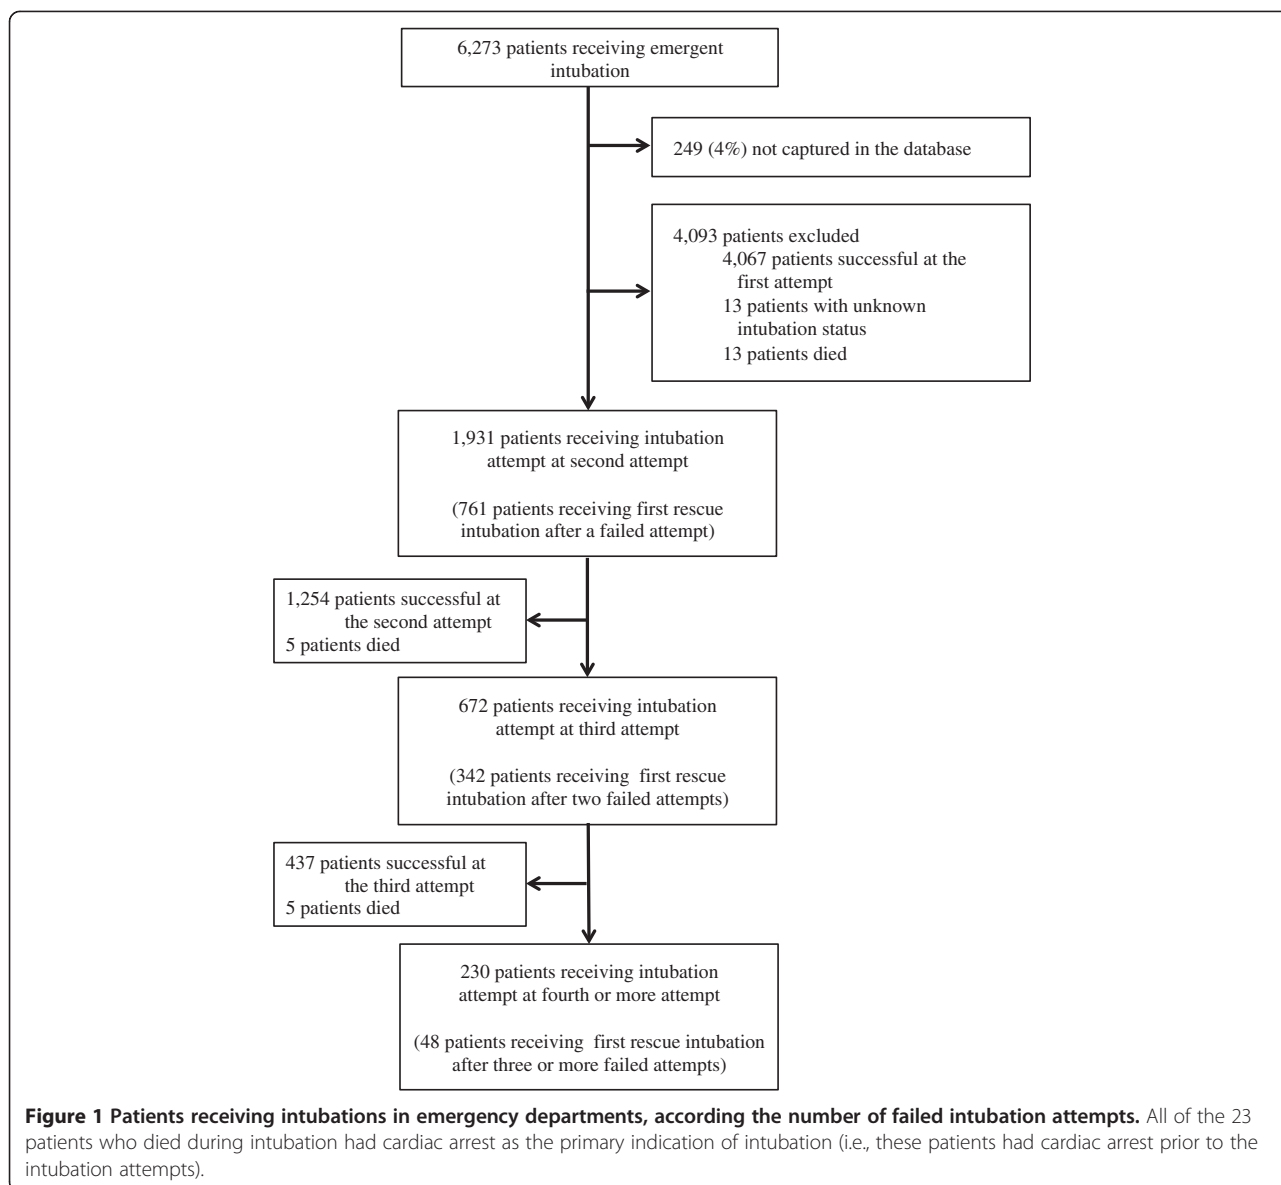 6,273 patients receiving emergent
intubation
249 (4%) not captured in the database
4,093 patients excluded
4,067 patients successful at the
first attempt
13 patients with unknown
intubation status
13 patients died
1,931 patients receiving intubation
attempt at second attempt
(761 patients receiving first rescue
intubation after a failed attempt)
1,254 patients successful at
the second attempt
5 patients died
672 patients receiving intubation
attempt at third attempt
(342 patients receiving first rescue
intubation after two failed attempts)
437 patients successful at
the third attempt
5 patients died
230 patients receiving intubation
attempt at fourth or more attempt
(48 patients receiving first rescue intubation
after three or more failed attempts)
Figure 1 Patients receiving intubations in emergency departments, according the number of failed intubation attempts. All of the 23
patients who died during intubation had cardiac arrest as the primary indication of intubation (i.e., these patients had cardiac arrest prior to the
intubation attempts).